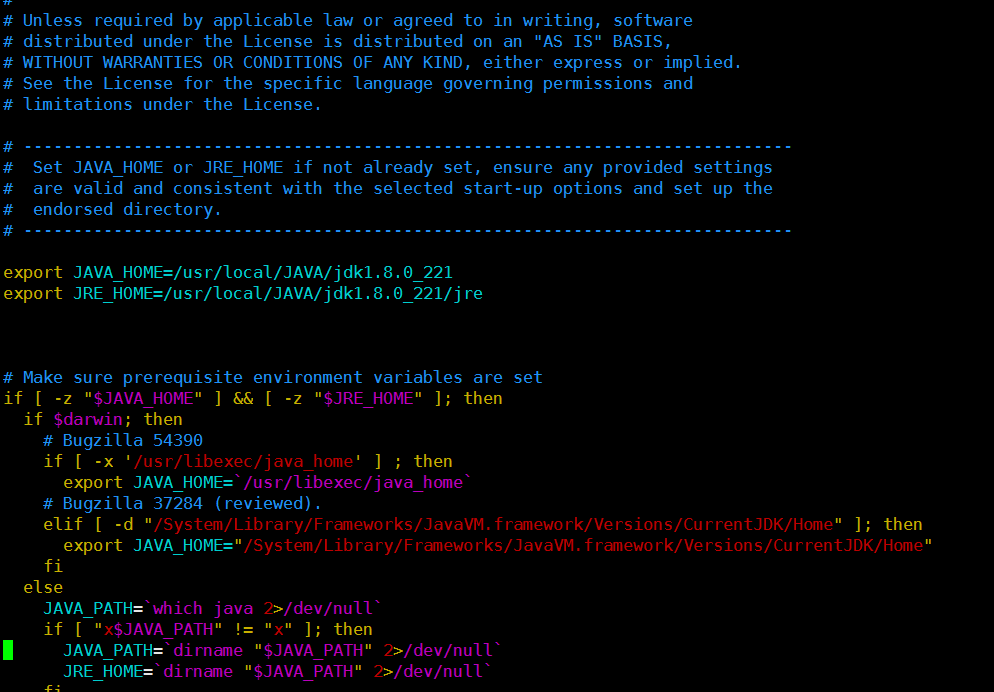 #
# Unless required by applicable law or agreed to in writing, software
# distributed under the License is distributed on an "AS IS" BASIS,
# WITHOUT WARRANTIES OR CONDITIONS OF ANY KIND, either express or implied.
# See the License for the specific language governing permissions and
# limitations under the License.

# -----------------------------------------------------------------------------
#  Set JAVA_HOME or JRE_HOME if not already set, ensure any provided settings
#  are valid and consistent with the selected start-up options and set up the
#  endorsed directory.
# -----------------------------------------------------------------------------

export JAVA_HOME=/usr/local/JAVA/jdk1.8.0_221
export JRE_HOME=/usr/local/JAVA/jdk1.8.0_221/jre

# Make sure prerequisite environment variables are set
if [ -z "$JAVA_HOME" ] && [ -z "$JRE_HOME" ]; then
  if $darwin; then
    # Bugzilla 54390
    if [ -x '/usr/libexec/java_home' ] ; then
      export JAVA_HOME=`/usr/libexec/java_home`
    # Bugzilla 37284 (reviewed).
    elif [ -d "/System/Library/Frameworks/JavaVM.framework/Versions/CurrentJDK/Home" ]; then
      export JAVA_HOME="/System/Library/Frameworks/JavaVM.framework/Versions/CurrentJDK/Home"
    fi
  else
    JAVA_PATH=`which java 2>/dev/null`
    if [ "x$JAVA_PATH" != "x" ]; then
      JAVA_PATH=`dirname "$JAVA_PATH" 2>/dev/null`
      JRE_HOME=`dirname "$JAVA_PATH" 2>/dev/null`
    fi